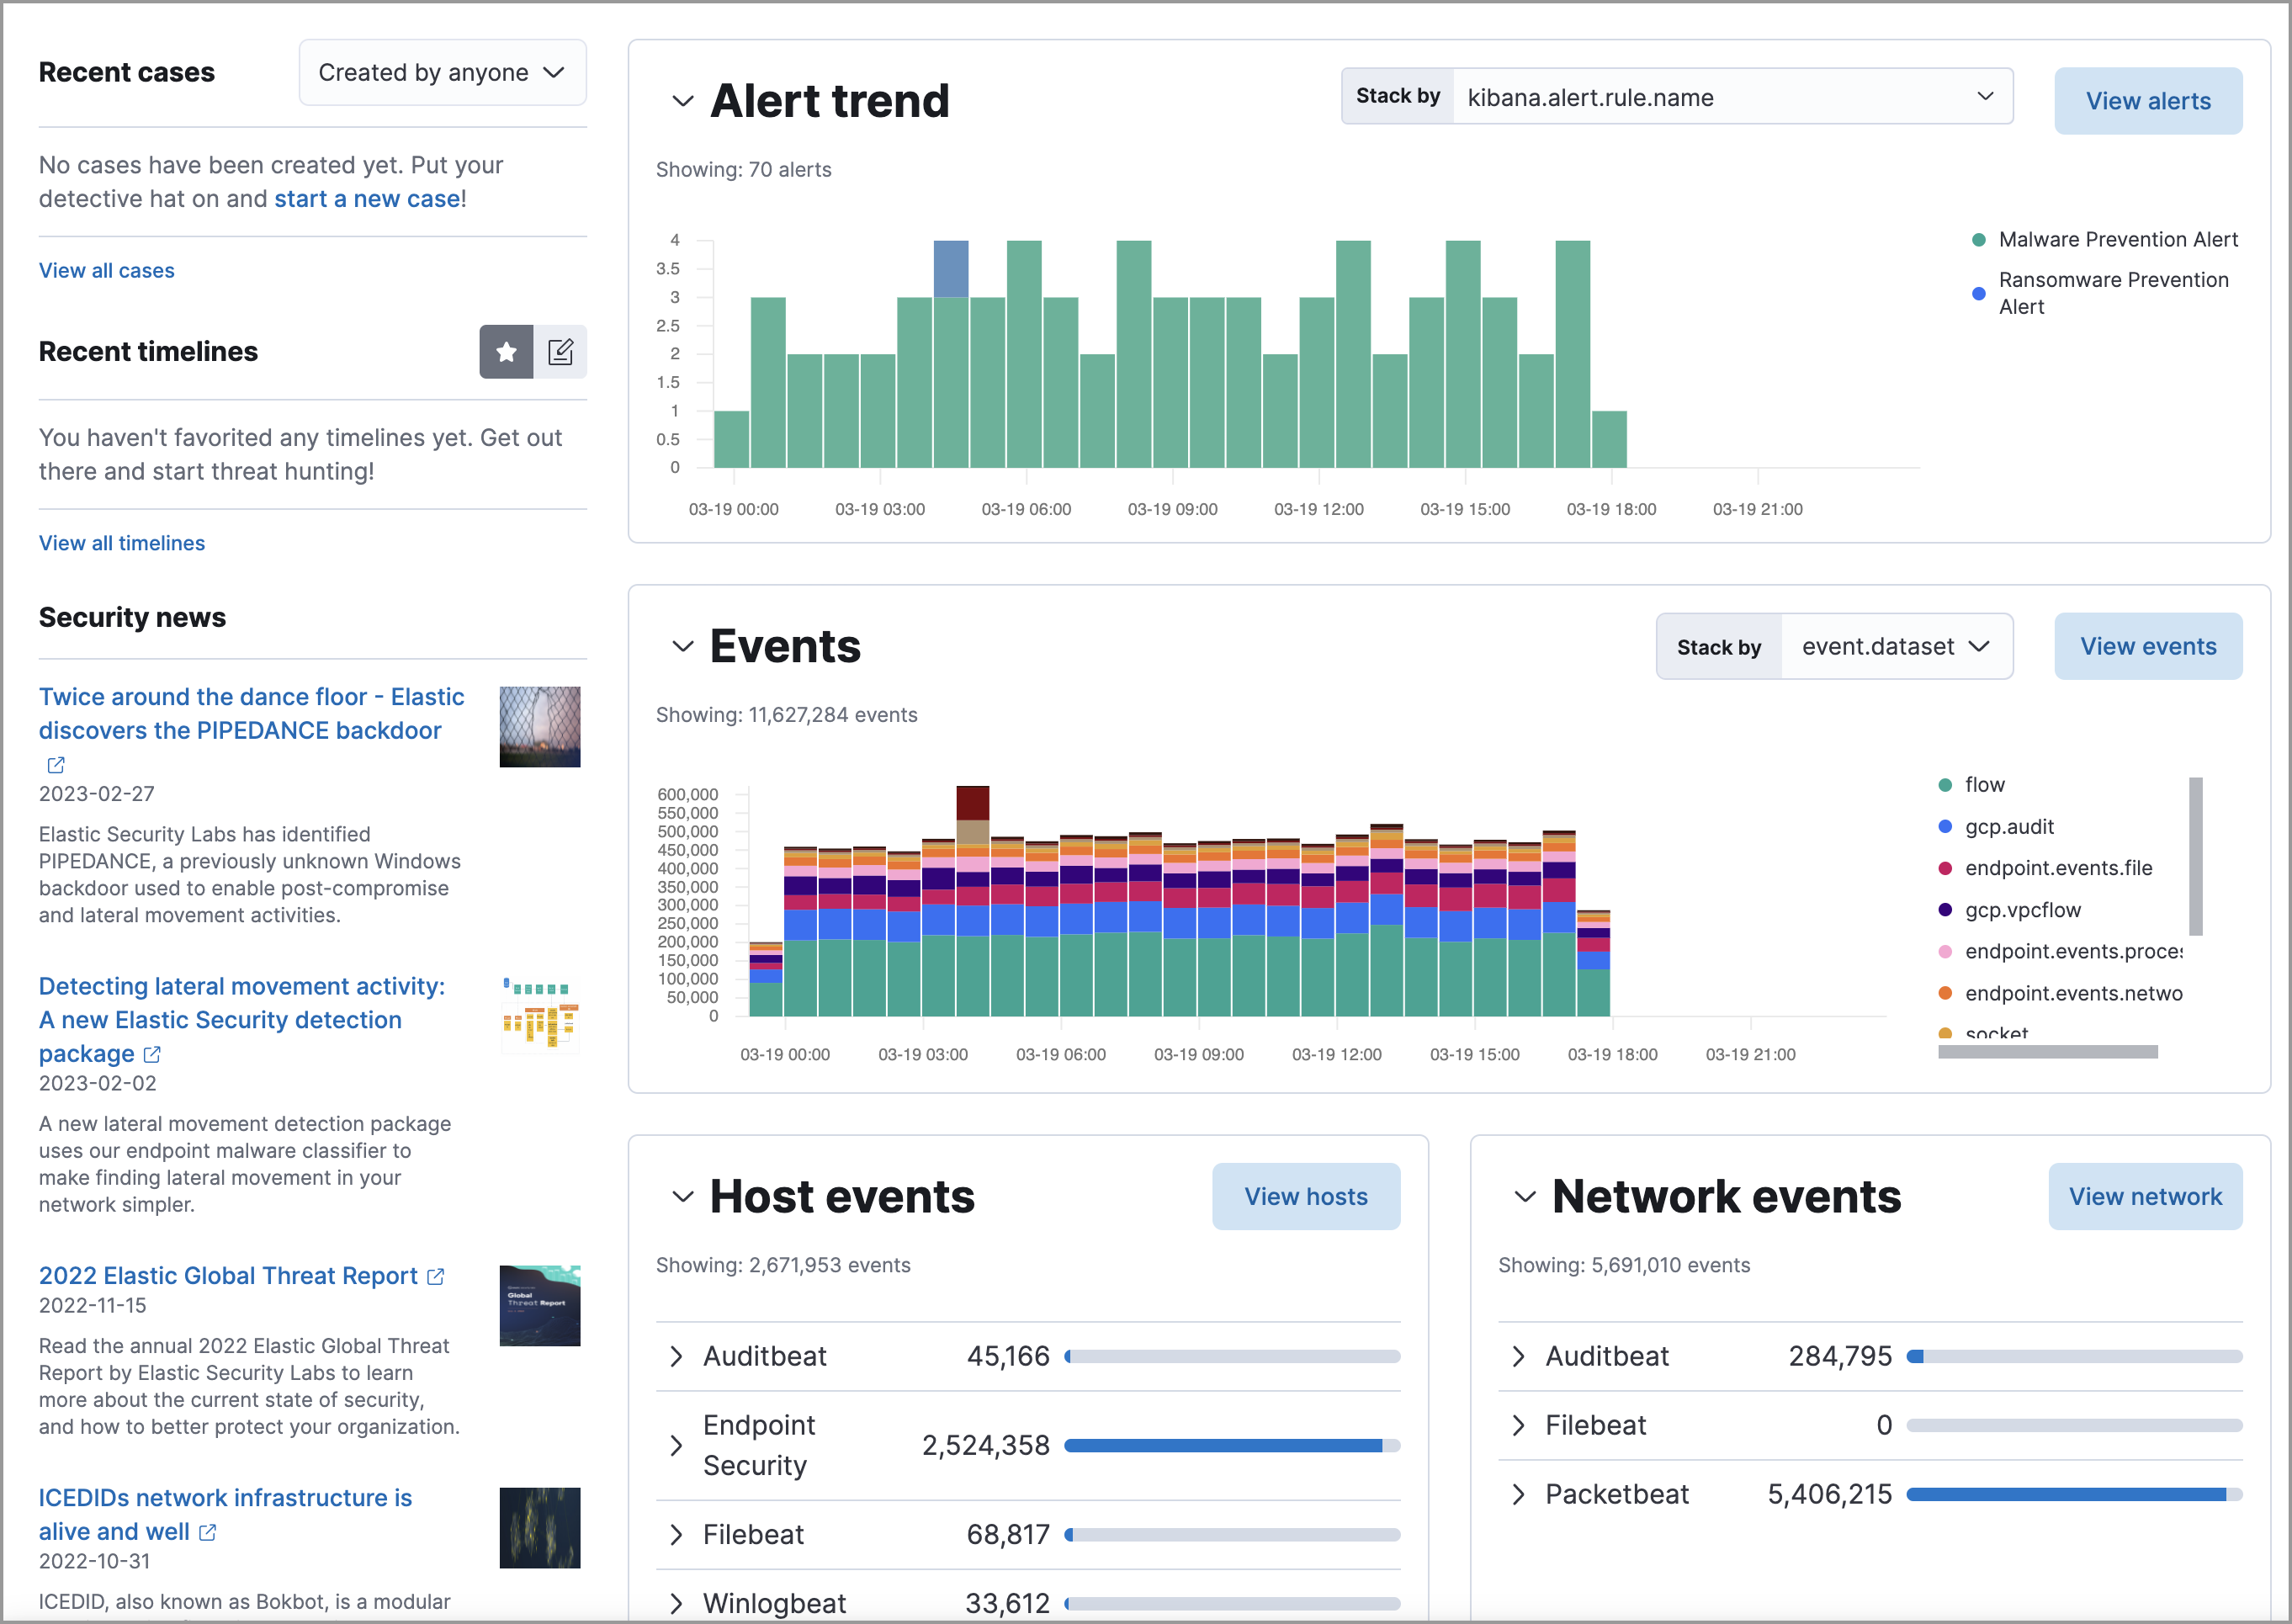 Recent cases
Created by anyone
No cases have been created yet. Put your
detective hat on and start a new case!
View all cases
Recent timelines
You haven't favorited any timelines yet. Get out
there and start threat hunting!
View all timelines
Security news
Twice around the dance floor - Elastic
discovers the PIPEDANCE backdoor
2023-02-27
Elastic Security Labs has identified
PIPEDANCE, a previously unknown Windows
backdoor used to enable post-compromise
and lateral movement activities.
Detecting lateral movement activity:
A new Elastic Security detection
package
2023-02-02
A new lateral movement detection package
uses our endpoint malware classifier to
make finding lateral movement in your
network simpler.
2022 Elastic Global Threat Report
2022-11-15
Global
Threat Report
Read the annual 2022 Elastic Global Threat
Report by Elastic Security Labs to learn
more about the current state of security,
and how to better protect your organization.
ICEDIDs network infrastructure is
alive and well
2022-10-31
ICEDID, also known as Bokbot, is a modular
Alert trend
Stack by
kibana.alert.rule.name
View alerts
Showing: 70 alerts
4
3.5
3
2.5
2
1.5
1
0.5
0
03-19 00:00
03-19 03:00
03-19 06:00
03-19 09:00
03-19 12:00
03-19 15:00
03-19 18:00
03-19 21:00
Malware Prevention Alert
Ransomware Prevention
Alert
Events
Stack by
event.dataset
View events
Showing: 11,627,284 events
600,000
550,000
500,000
450,000
400,000
350,000
300,000
250,000
200,000
150,000
100,000
50,000
0
03-19 00:00
03-19 03:00
03-19 06:00
03-19 09:00
03-19 12:00
03-19 15:00
03-19 18:00
03-19 21:00
flow
gcp.audit
endpoint.events.file
gcp.vpcflow
endpoint.events.proces
endpoint.events.netwo
socket
Host events
View hosts
Showing: 2,671,953 events
Auditbeat 45,166
Endpoint
Security 2,524,358
Filebeat 68,817
Winlogbeat 33,612
Network events
View network
Showing: 5,691,010 events
Auditbeat 284,795
Filebeat 0
Packetbeat 5,406,215